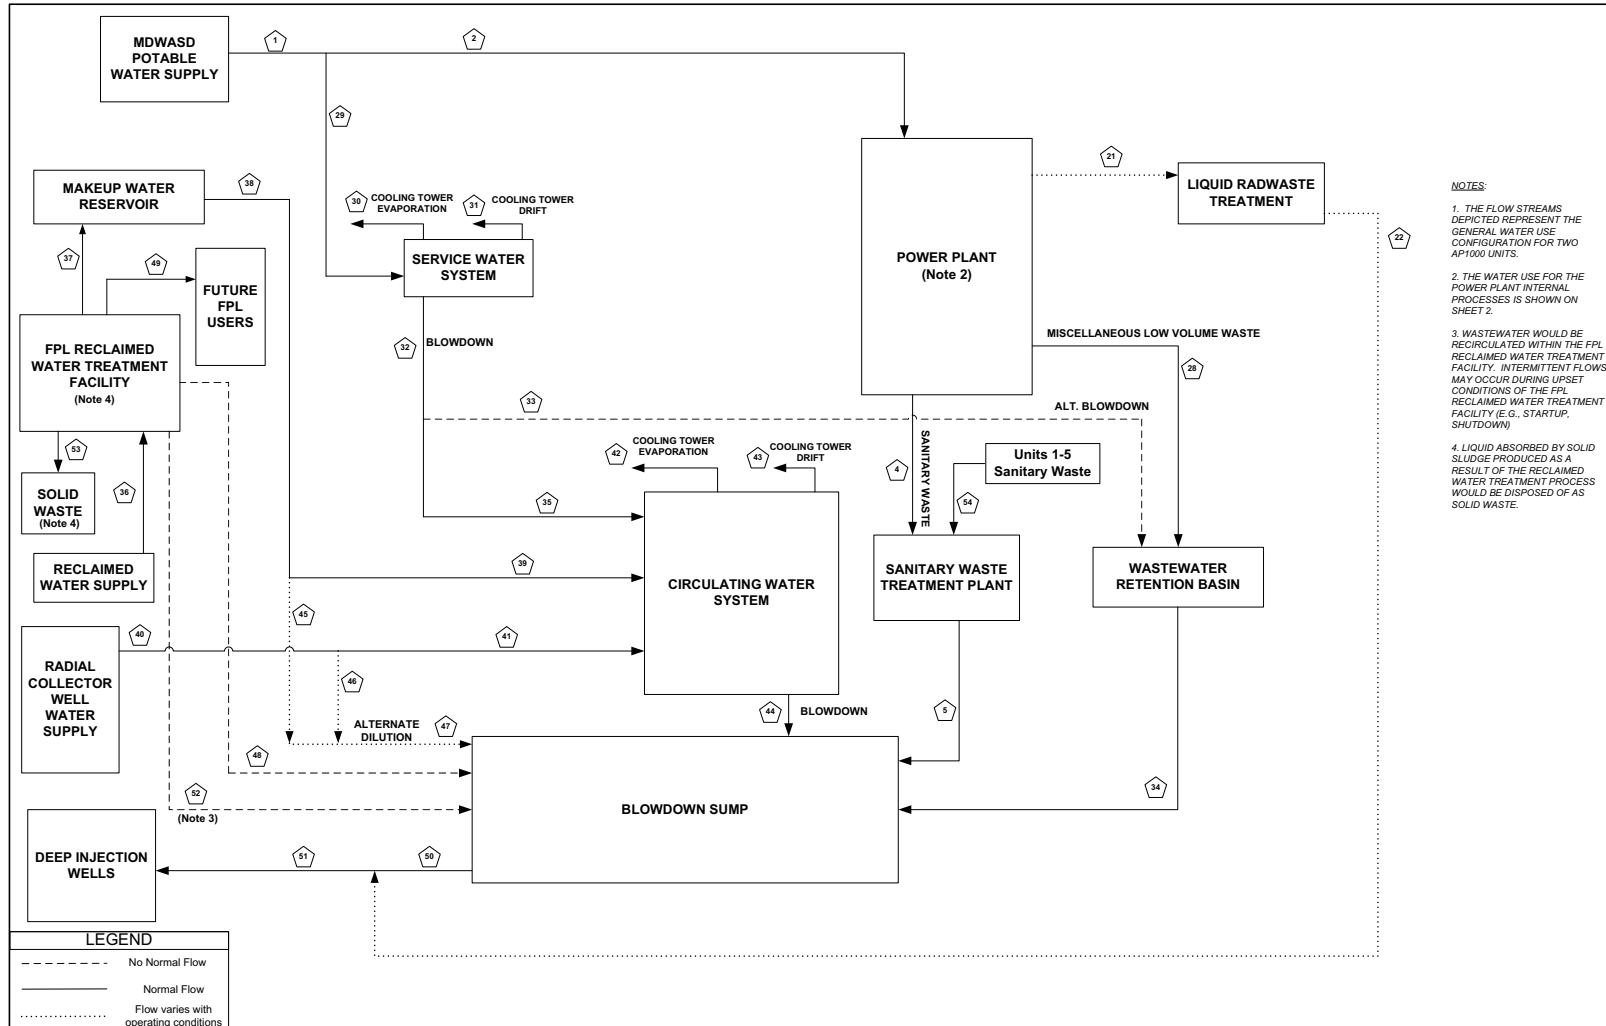 MDWASD
POTABLE
WATER SUPPLY
1
2
29
MAKEUP WATER
RESERVOIR
38
37
49
FUTURE
FPL
USERS
30
COOLING TOWER
EVAPORATION
31
COOLING TOWER
DRIFT
SERVICE WATER
SYSTEM
32
BLOWDOWN
33
ALT. BLOWDOWN
POWER PLANT
(Note 2)
21
LIQUID RADWASTE
TREATMENT
22
MISCELLANEOUS LOW VOLUME WASTE
28
FPL RECLAIMED
WATER TREATMENT
FACILITY
(Note 4)
53
SOLID
WASTE
(Note 4)
36
RECLAIMED
WATER SUPPLY
42
COOLING TOWER
EVAPORATION
43
COOLING TOWER
DRIFT
35
39
CIRCULATING WATER
SYSTEM
4
SANITARY WASTE
Units 1-5
Sanitary Waste
54
SANITARY WASTE
TREATMENT PLANT
WASTEWATER
RETENTION BASIN
45
40
41
46
RADIAL
COLLECTOR
WELL
WATER
SUPPLY
ALTERNATE
DILUTION
47
44
BLOWDOWN
5
48
34
52
(Note 3)
BLOWDOWN SUMP
DEEP INJECTION
WELLS
51
50
LEGEND
No Normal Flow
Normal Flow
Flow varies with
operating conditions
NOTES:
1. THE FLOW STREAMS
DEPICTED REPRESENT THE
GENERAL WATER USE
CONFIGURATION FOR TWO
AP1000 UNITS.
2. THE WATER USE FOR THE
POWER PLANT INTERNAL
PROCESSES IS SHOWN ON
SHEET 2.
3. WASTEWATER WOULD BE
RECIRCULATED WITHIN THE FPL
RECLAIMED WATER TREATMENT
FACILITY. INTERMITTENT FLOWS
MAY OCCUR DURING UPSET
CONDITIONS OF THE FPL
RECLAIMED WATER TREATMENT
FACILITY (E.G., STARTUP,
SHUTDOWN)
4. LIQUID ABSORBED BY SOLID
SLUDGE PRODUCED AS A
RESULT OF THE RECLAIMED
WATER TREATMENT PROCESS
WOULD BE DISPOSED OF AS
SOLID WASTE.